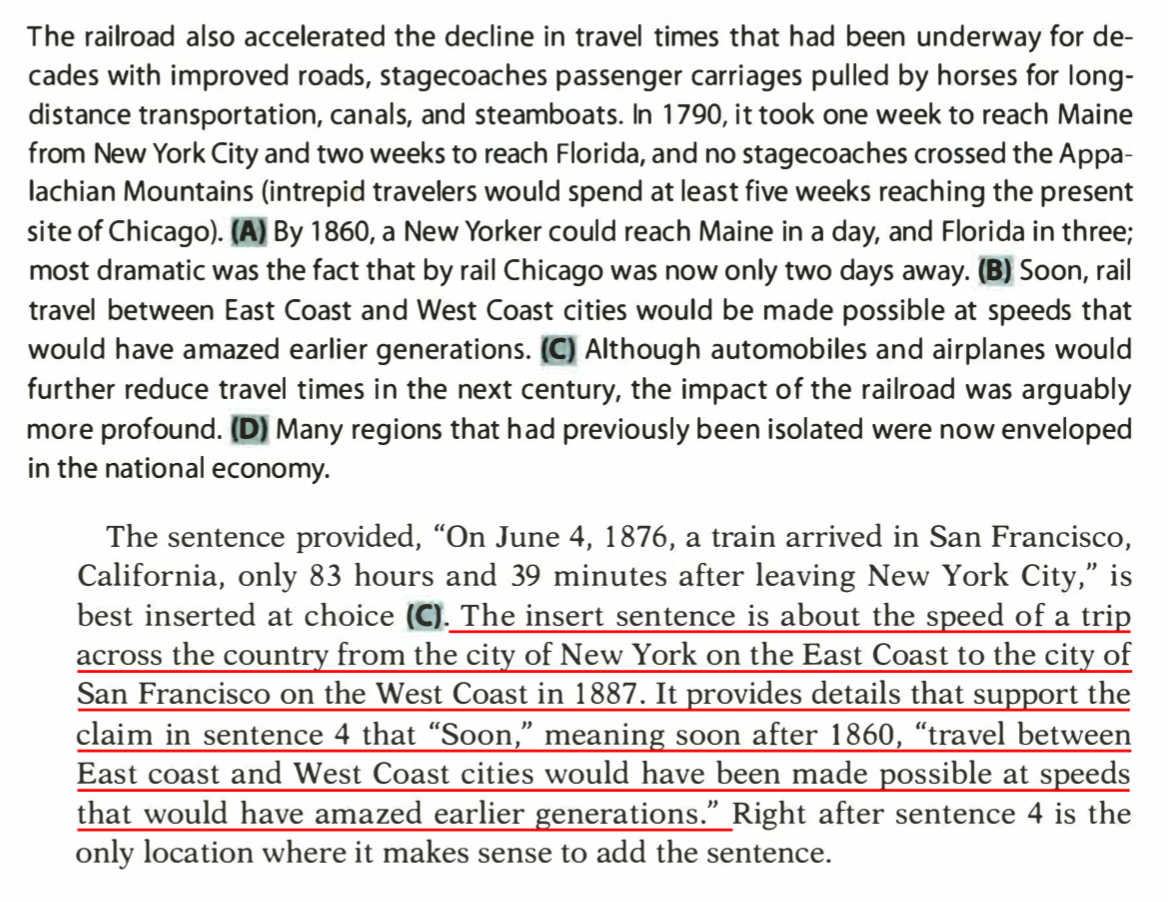 The railroad also accelerated the decline in travel times that had been underway for de-
cades with improved roads, stagecoaches passenger carriages pulled by horses for long-
distance transportation, canals, and steamboats. In 1790, it took one week to reach Maine
from New York City and two weeks to reach Florida, and no stagecoaches crossed the Appa-
lachian Mountains (intrepid travelers would spend at least five weeks reaching the present
site of Chicago). (A) By 1860, a New Yorker could reach Maine in a day, and Florida in three;
most dramatic was the fact that by rail Chicago was now only two days away. (B) Soon, rail
travel between East Coast and West Coast cities would be made possible at speeds that
would have amazed earlier generations. (C) Although automobiles and airplanes would
further reduce travel times in the next century, the impact of the railroad was arguably
more profound. (D) Many regions that had previously been isolated were now enveloped
in the national economy.
The sentence provided, “On June 4, 1876, a train arrived in San Francisco,
California, only 83 hours and 39 minutes after leaving New York City,” is
best inserted at choice (C). The insert sentence is about the speed of a trip
across the country from the city of New York on the East Coast to the city of
San Francisco on the West Coast in 1887. It provides details that support the
claim in sentence 4 that “Soon,” meaning soon after 1860, “travel between
East coast and West Coast cities would have been made possible at speeds
that would have amazed earlier generations.” Right after sentence 4 is the
only location where it makes sense to add the sentence.